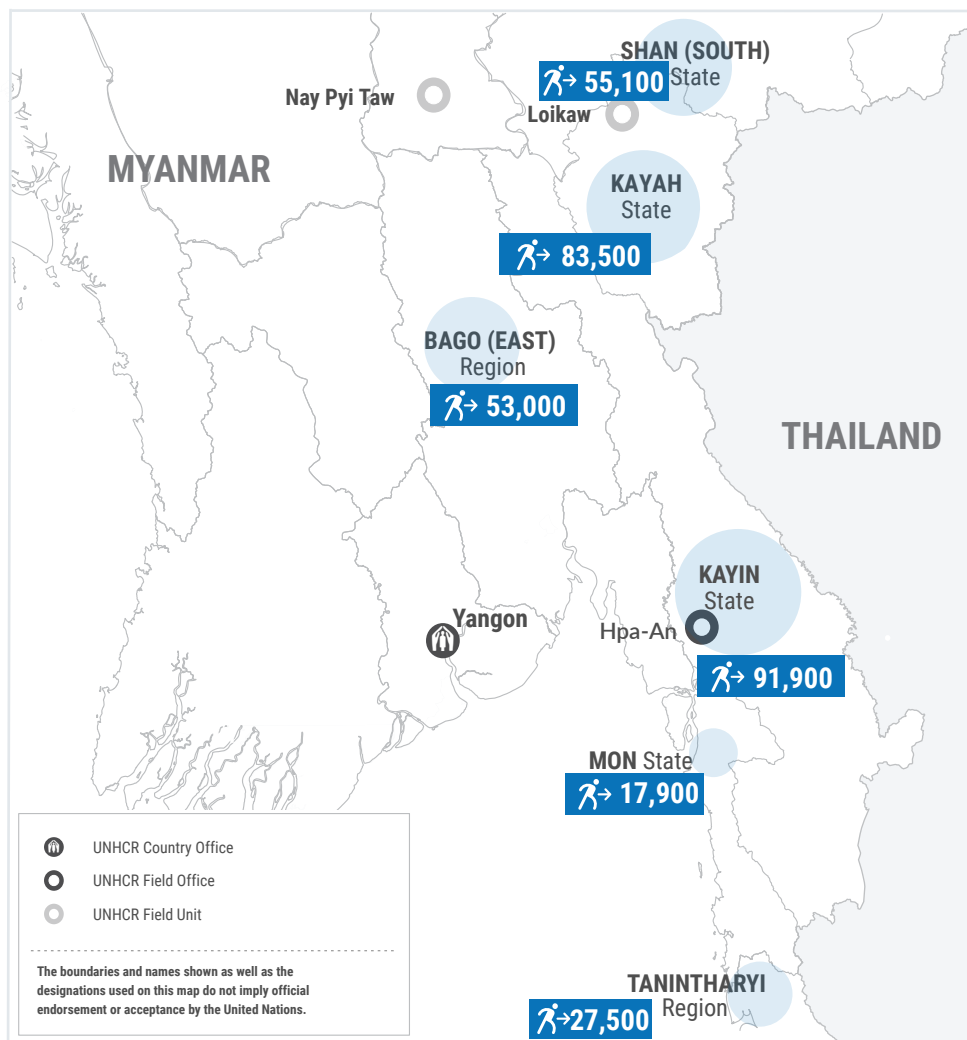 SHAN (SOUTH)
State
55,100
Nay Pyi Taw
Loikaw
MYANMAR
KAYAH
State
83,500
BAGO (EAST)
Region
53,000
THAILAND
KAYIN
State
Yangon
Hpa-An
91,900
MON State
17,900
UNHCR Country Office
UNHCR Field Office
UNHCR Field Unit
The boundaries and names shown as well as the
designations used on this map do not imply official
endorsement or acceptance by the United Nations.
TANINTHARYI
Region
27,500